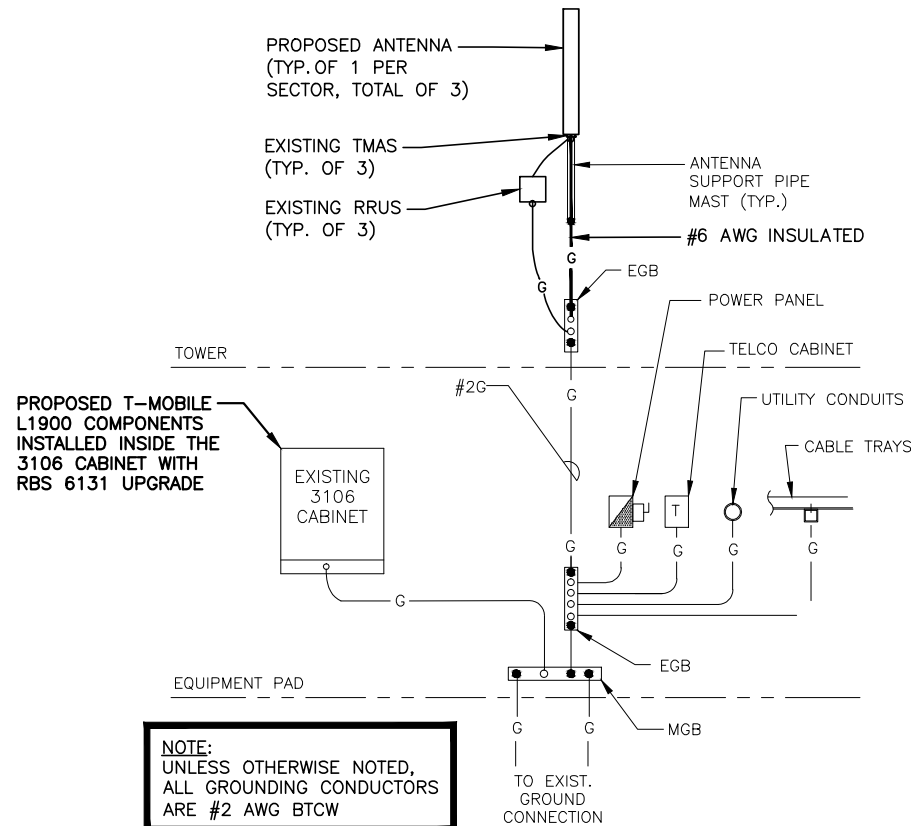 PROPOSED ANTENNA
(TYP. OF 1 PER
SECTOR, TOTAL OF 3)
EXISTING TMAS
(TYP. OF 3)
ANTENNA
SUPPORT PIPE
MAST (TYP.)
EXISTING RRUS
(TYP. OF 3)
#6 AWG INSULATED
G
EGB
G
POWER PANEL
TOWER
TELCO CABINET
#2G
G
UTILITY CONDUITS
PROPOSED T-MOBILE
L1900 COMPONENTS
INSTALLED INSIDE THE
3106 CABINET WITH
RBS 6131 UPGRADE
CABLE TRAYS
EXISTING
3106
CABINET
T
G
G
G
G
G
G
EGB
EQUIPMENT PAD
MGB
G
G
NOTE:
UNLESS OTHERWISE NOTED,
ALL GROUNDING CONDUCTORS
ARE #2 AWG BTCW
TO EXIST.
GROUND
CONNECTION